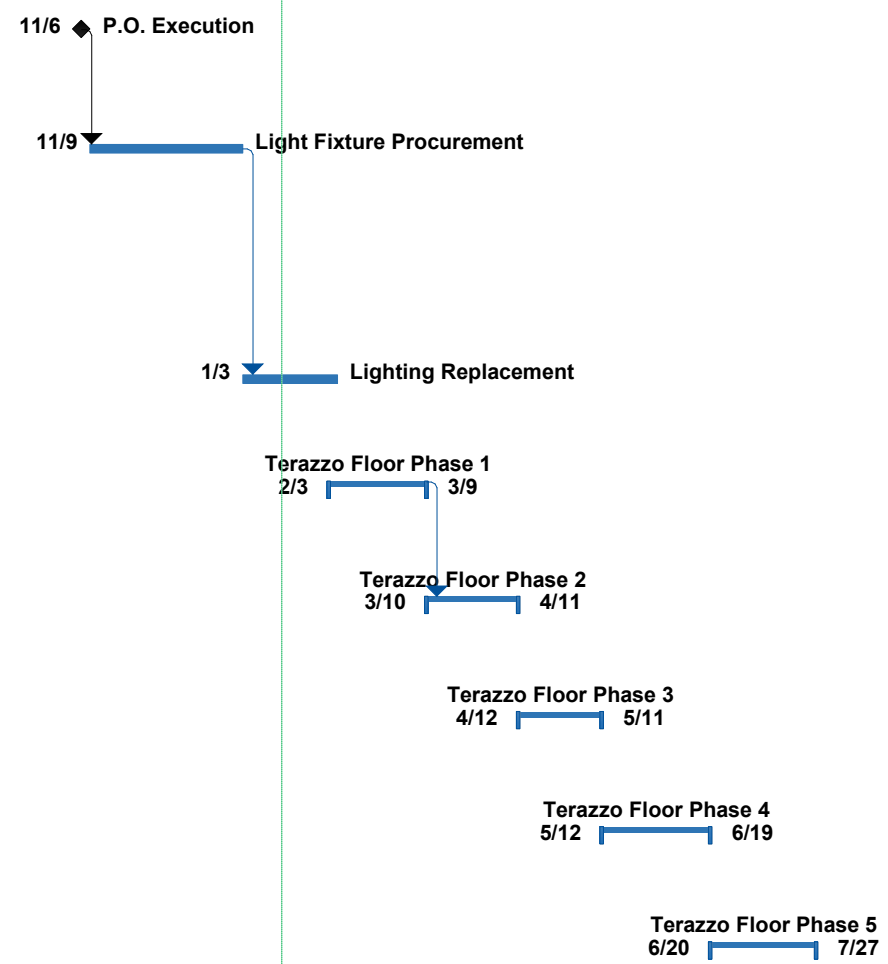 11/6 P.O. Execution
11/9 Light Fixture Procurement
1/3 Lighting Replacement
Terazzo Floor Phase 1
2/3 3/9
Terazzo Floor Phase 2
3/10 4/11
Terazzo Floor Phase 3
4/12 5/11
Terazzo Floor Phase 4
5/12 6/19
Terazzo Floor Phase 5
6/20 7/27